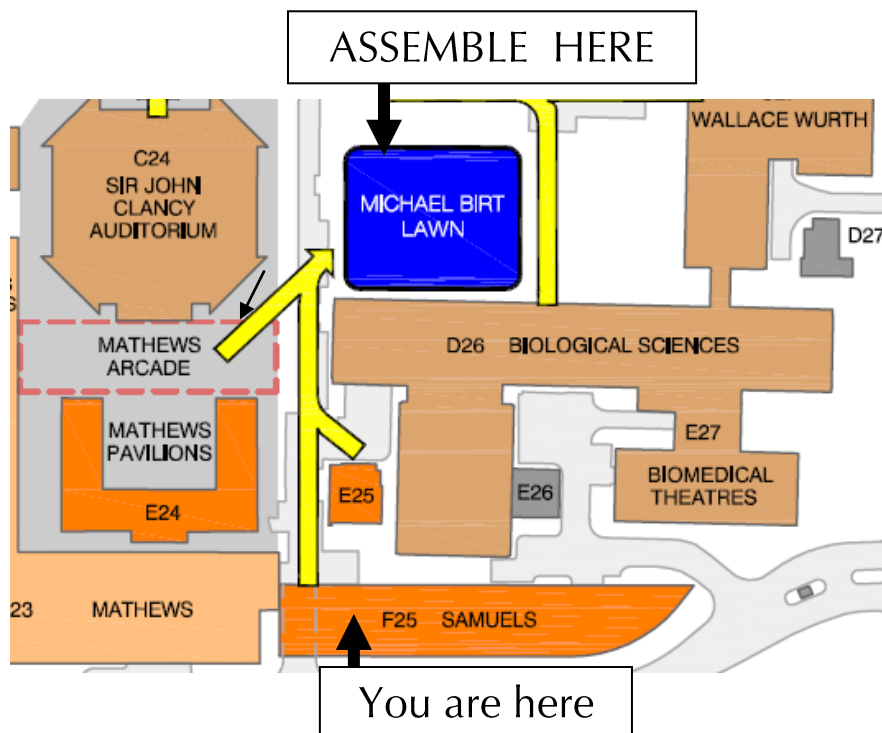 ASSEMBLE HERE
WALLACE WURTH
C24
SIR JOHN
CLANCY
AUDITORIUM
MICHAEL BIRT
LAWN
D27
MATHEWS
ARCADE
D26 BIOLOGICAL SCIENCES
MATHEWS
PAVILIONS
E27
BIOMEDICAL
THEATRES
E25
E26
E24
23 MATHEWS
F25 SAMUELS
You are here